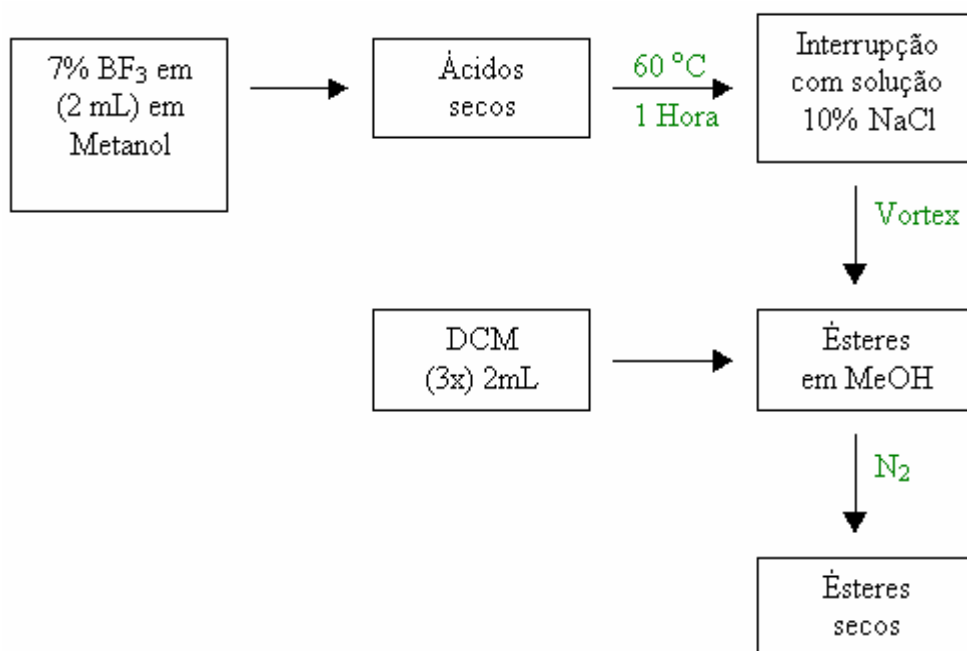 7% BF₃ em
(2 mL) em
Metanol
Ácidos
secos
60 ºC
1 Hora
Interrupção
com solução
10% NaCl
Vortex
DCM
(3x) 2mL
Ésteres
em MeOH
N₂
Ésteres
secos